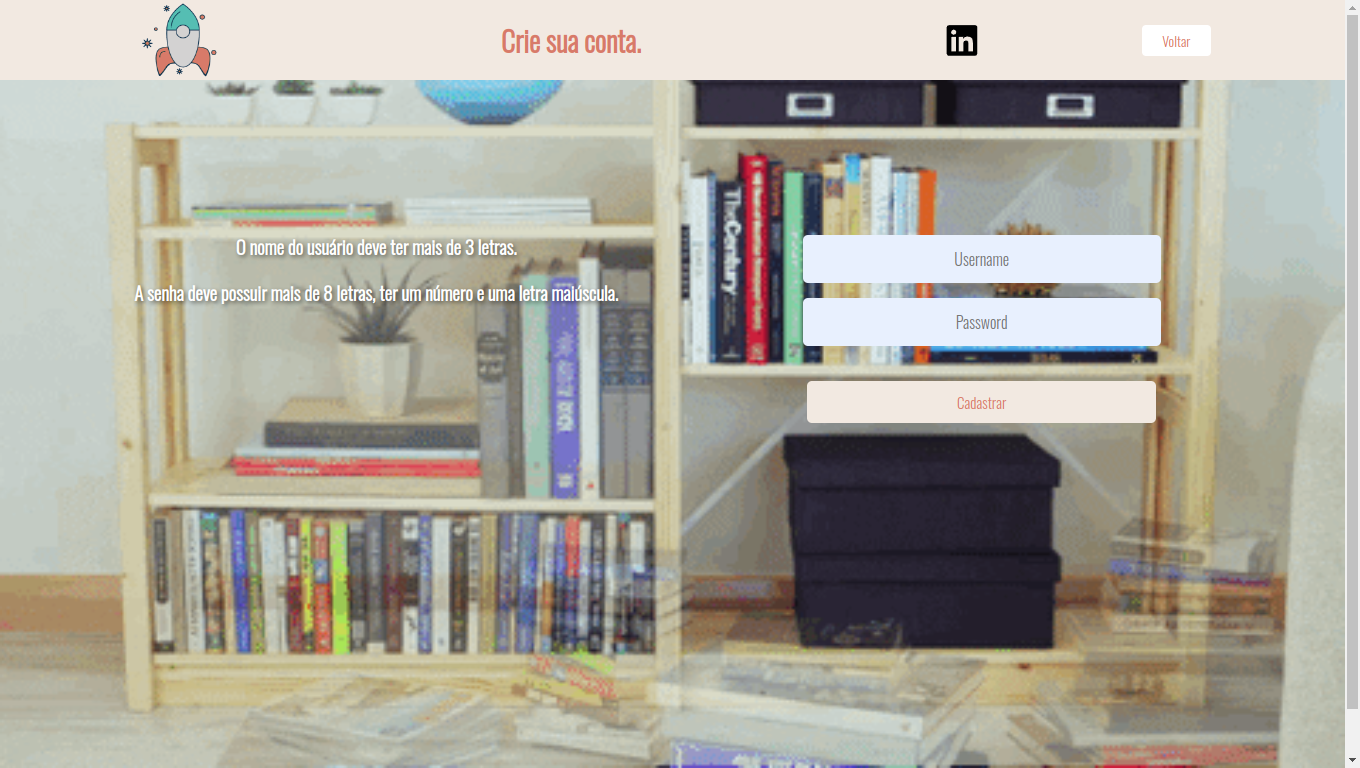 Crie sua conta.
in
Voltar
O nome do usuário deve ter mais de 3 letras.
A senha deve possuir mais de 8 letras, ter um número e uma letra maiúscula.
Username
Password
Cadastrar
The Century